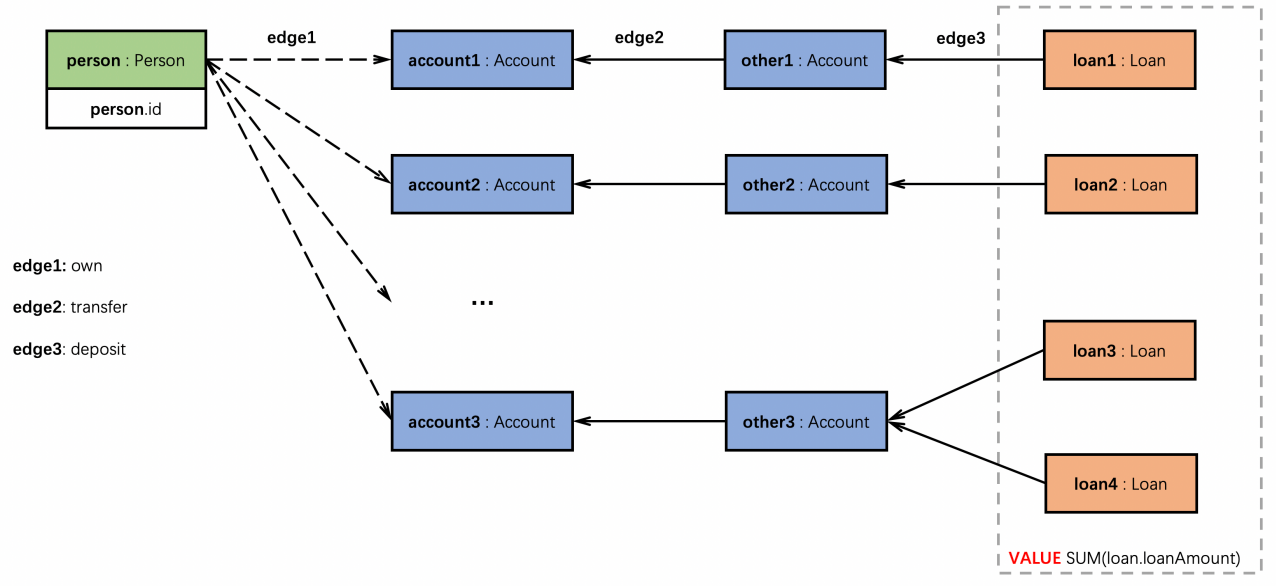 edge1
edge2
edge3
person : Person
account1 : Account
other1 : Account
loan1 : Loan
person.id
account2 : Account
other2 : Account
loan2 : Loan
edge1: own
...
edge2: transfer
edge3: deposit
loan3 : Loan
account3 : Account
other3 : Account
loan4 : Loan
VALUE SUM(loan.loanAmount)